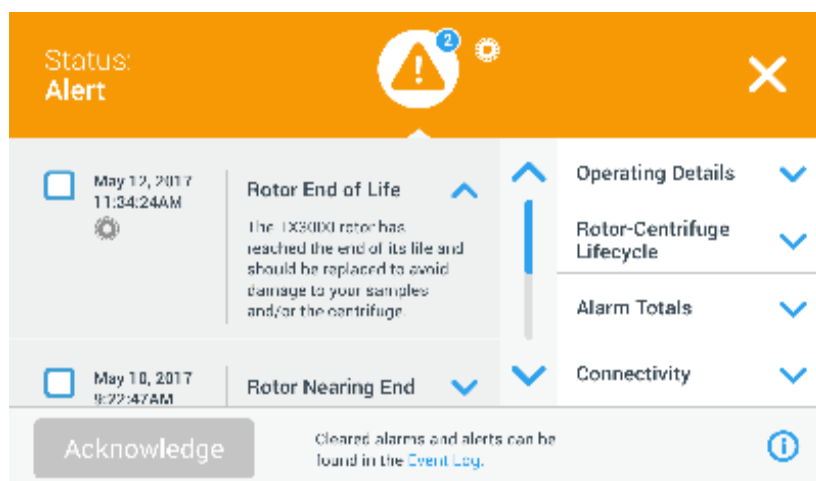 Status:
Alert
2
May 12, 2017
11:34:24AM
Rotor End of Life
The rotor has
reached the end of its life and
should be replaced to avoid
damage to your samples
and/or the centrifuge.
May 10, 2017
9:22:47AM
Rotor Nearing End
Operating Details
Rotor-Centrifuge
Lifecycle
Alarm Totals
Connectivity
Acknowledge
Cleared alarms and alerts can be
found in the Event Log.